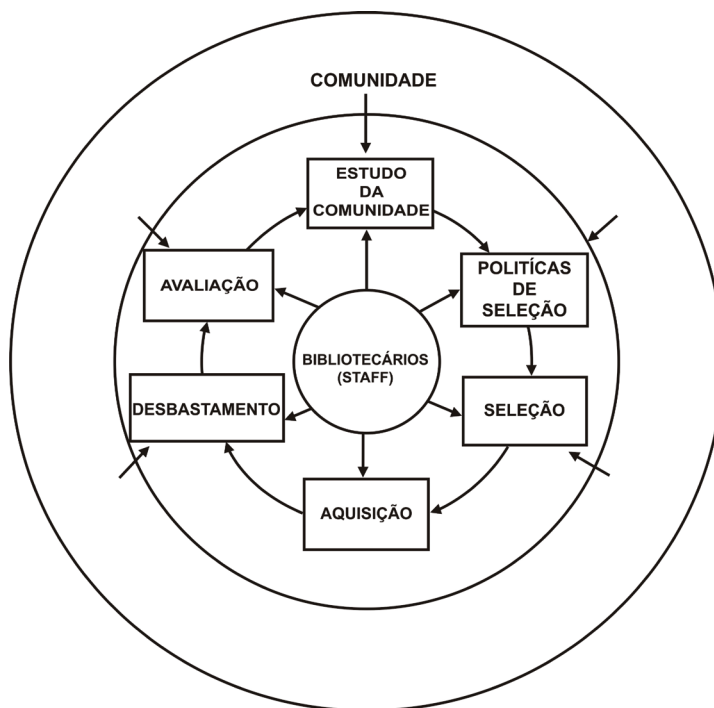 COMUNIDADE
ESTUDO
DA
COMUNIDADE
AVALIAÇÃO
POLITÍCAS
DE
SELEÇÃO
BIBLIOTECÁRIOS
(STAFF)
DESBASTAMENTO
SELEÇÃO
AQUISIÇÃO